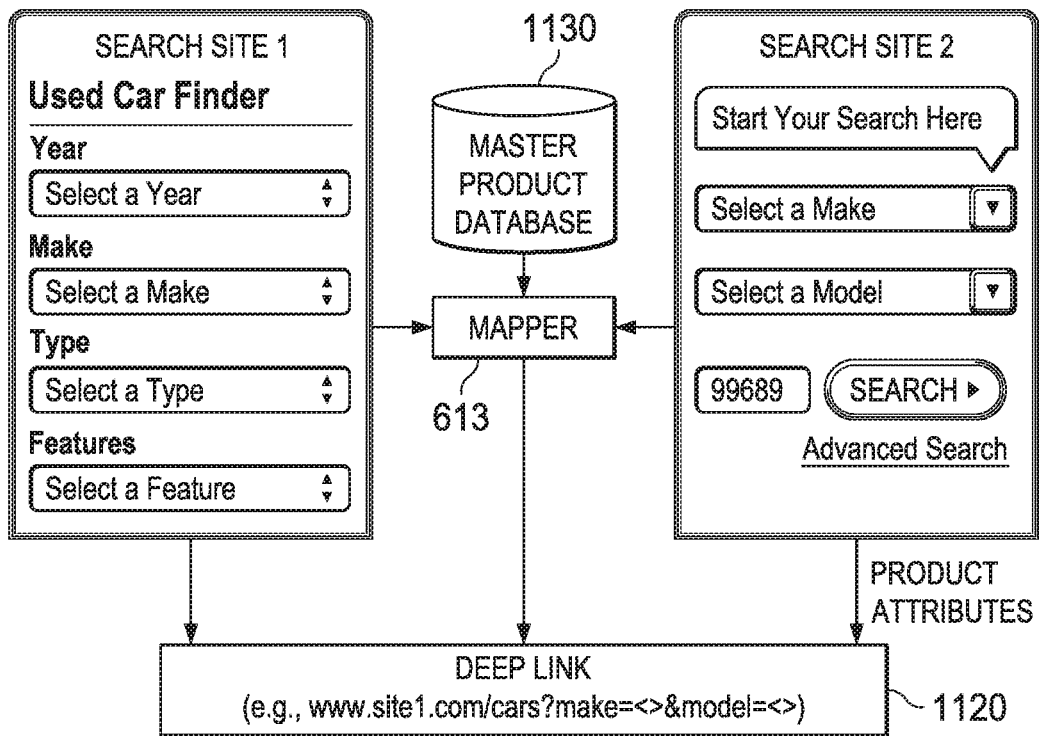 SEARCH SITE 1
Used Car Finder
Year
Select a Year
Make
Select a Make
Type
Select a Type
Features
Select a Feature
1130
MASTER
PRODUCT
DATABASE
MAPPER
613
SEARCH SITE 2
Start Your Search Here
Select a Make
Select a Model
99689 SEARCH
Advanced Search
PRODUCT
ATTRIBUTES
DEEP LINK
(e.g., www.site1.com/cars?make=<>&model=<>)
1120